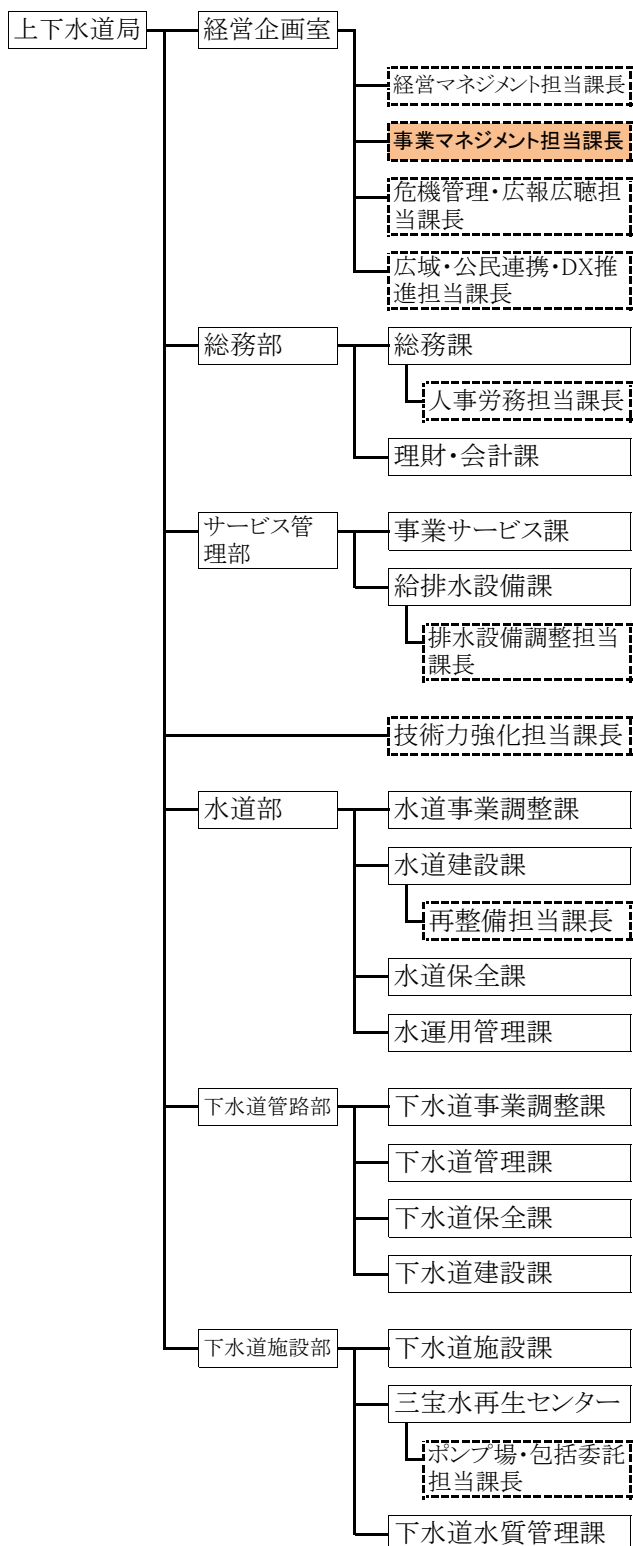 上下水道局
経営企画室
経営マネジメント担当課長
事業マネジメント担当課長
危機管理・広報広聴担
当課長
広域・公民連携・DX推
進担当課長
総務部
総務課
人事労務担当課長
理財・会計課
サービス管
理部
事業サービス課
給排水設備課
排水設備調整担当
課長
技術力強化担当課長
水道部
水道事業調整課
水道建設課
再整備担当課長
水道保全課
水運用管理課
下水道管路部
下水道事業調整課
下水道管理課
下水道保全課
下水道建設課
下水道施設部
下水道施設課
三宝水再生センター
ポンプ場・包括委託
担当課長
下水道水質管理課